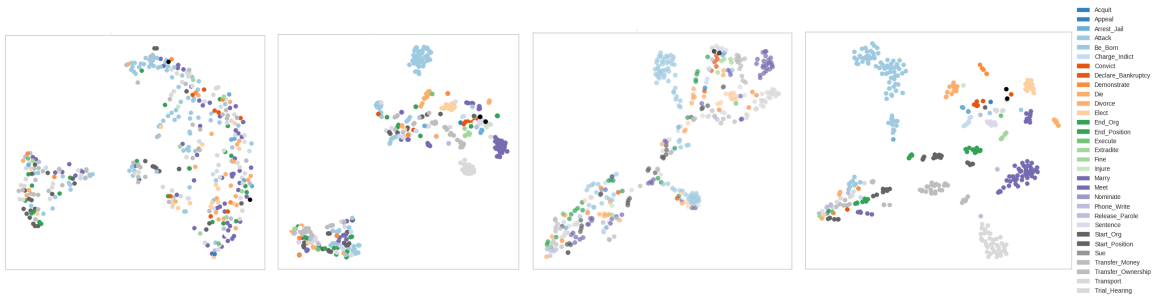 Acquit
Appeal
Arrest_Jail
Attack
Be_Born
Charge_Indict
Convict
Declare_Bankruptcy
Demonstrate
Die
Divorce
Elect
End_Org
End_Position
Execute
Extradite
Fine
Injure
Marry
Meet
Nominate
Phone_Write
Release_Parole
Sentence
Start_Org
Start_Position
Sue
Transfer_Money
Transfer_Ownership
Transport
Trial_Hearing